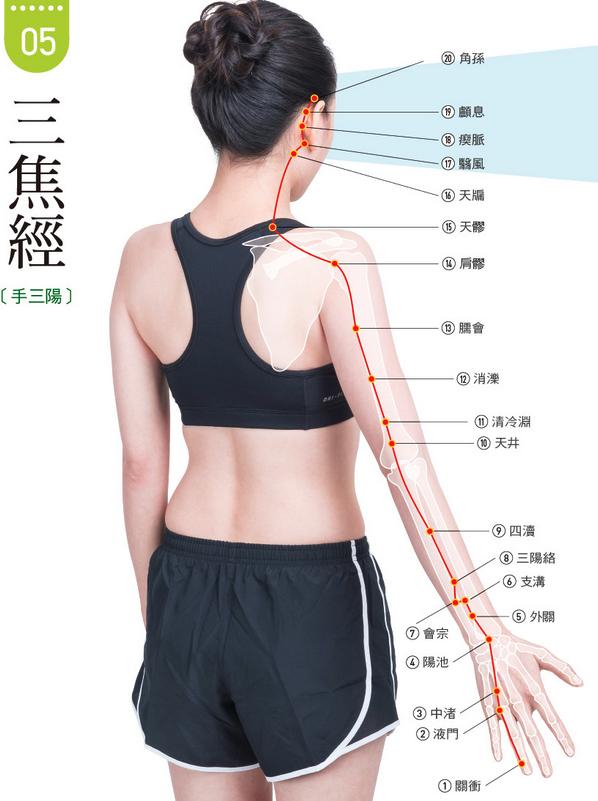 05
三焦經
〔手三陽〕
⑳ 角孫
⑲ 顱息
⑱ 瘈脈
⑰ 翳風
⑯ 天牖
⑮ 天髎
⑭ 肩髎
⑬ 臑會
⑫ 消濼
⑪ 清冷淵
⑩ 天井
⑨ 四瀆
⑧ 三陽絡
⑥ 支溝
⑤ 外關
⑦ 會宗
④ 陽池
③ 中渚
② 液門
① 關衝